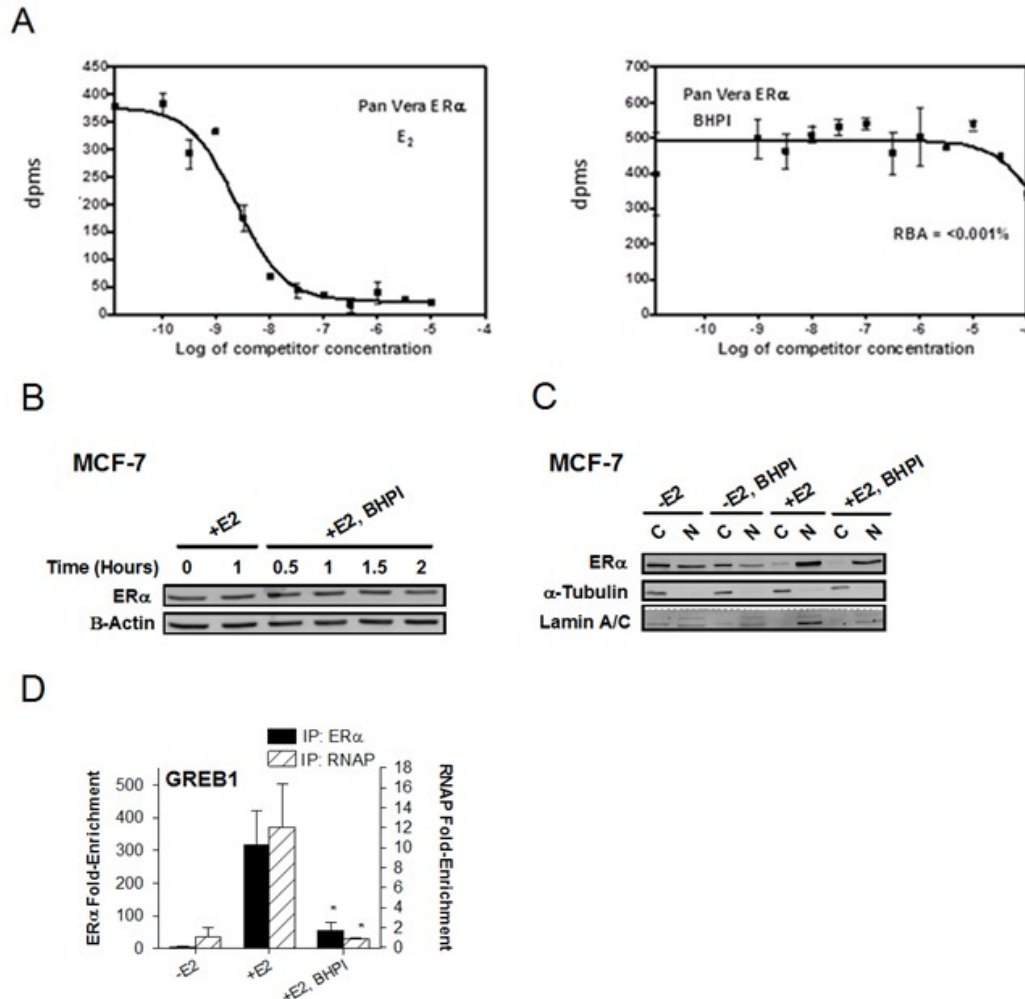 A
450
400
350
300
250
200
150
100
50
0
dpms
Pan Vera ERα
E2
-10 -9 -8 -7 -6 -5 -4
Log of competitor concentration
700
600
500
400
300
200
100
0
dpms
Pan Vera ERα
BHPI
RBA = <0.001%
-10 -9 -8 -7 -6 -5 -4
Log of competitor concentration
B
MCF-7
+E2 +E2, BHPI
Time (Hours) 0 1 0.5 1 1.5 2
ERα
B-Actin
C
MCF-7
-E2 -E2, BHPI +E2 +E2, BHPI
C N C N C N C N
ERα
α-Tubulin
Lamin A/C
D
IP: ERα
IP: RNAP
GREB1
ERα Fold-Enrichment
500
400
300
200
100
0
RNAP Fold-Enrichment
18
16
14
12
10
8
6
4
2
0
* *
-E2 +E2 +E2, BHPI